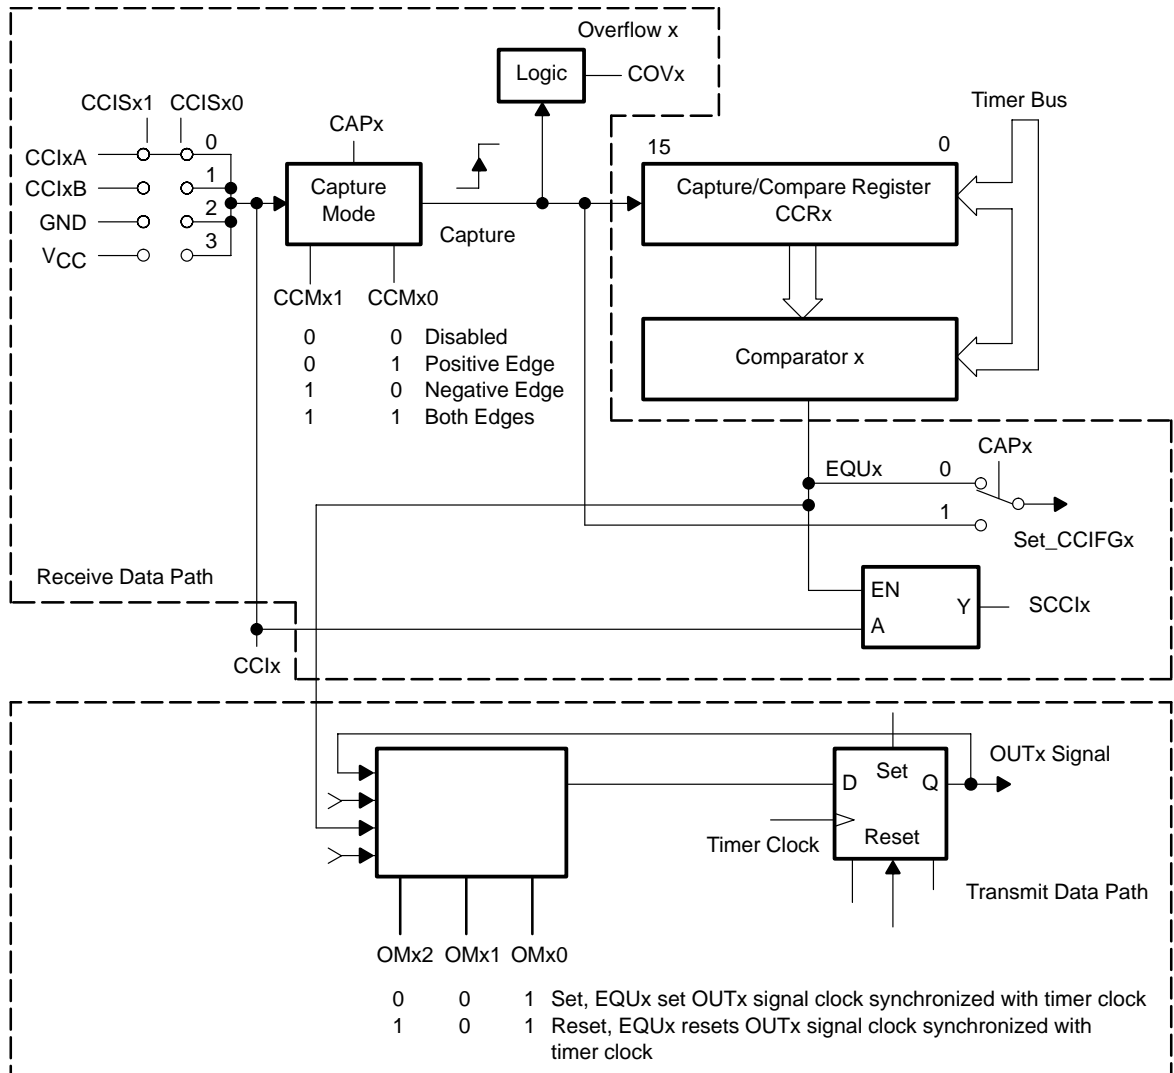 Overflow x
Logic
COVx
CCISx1 CCISx0
Timer Bus
CAPx
0
CCIxA
1
CCIxB
2
GND
3
VCC
Capture
Mode
Capture
15
0
Capture/Compare Register
CCRx
CCMx1 CCMx0
0 0 Disabled
0 1 Positive Edge
1 0 Negative Edge
1 1 Both Edges
Comparator x
CAPx
EQUx
0
1
Set_CCIFGx
Receive Data Path
EN
Y
A
SCCIx
CCIx
OUTx Signal
D
Set
Q
Timer Clock
Reset
Transmit Data Path
OMx2 OMx1 OMx0
0 0 1 Set, EQUx set OUTx signal clock synchronized with timer clock
1 0 1 Reset, EQUx resets OUTx signal clock synchronized with
timer clock